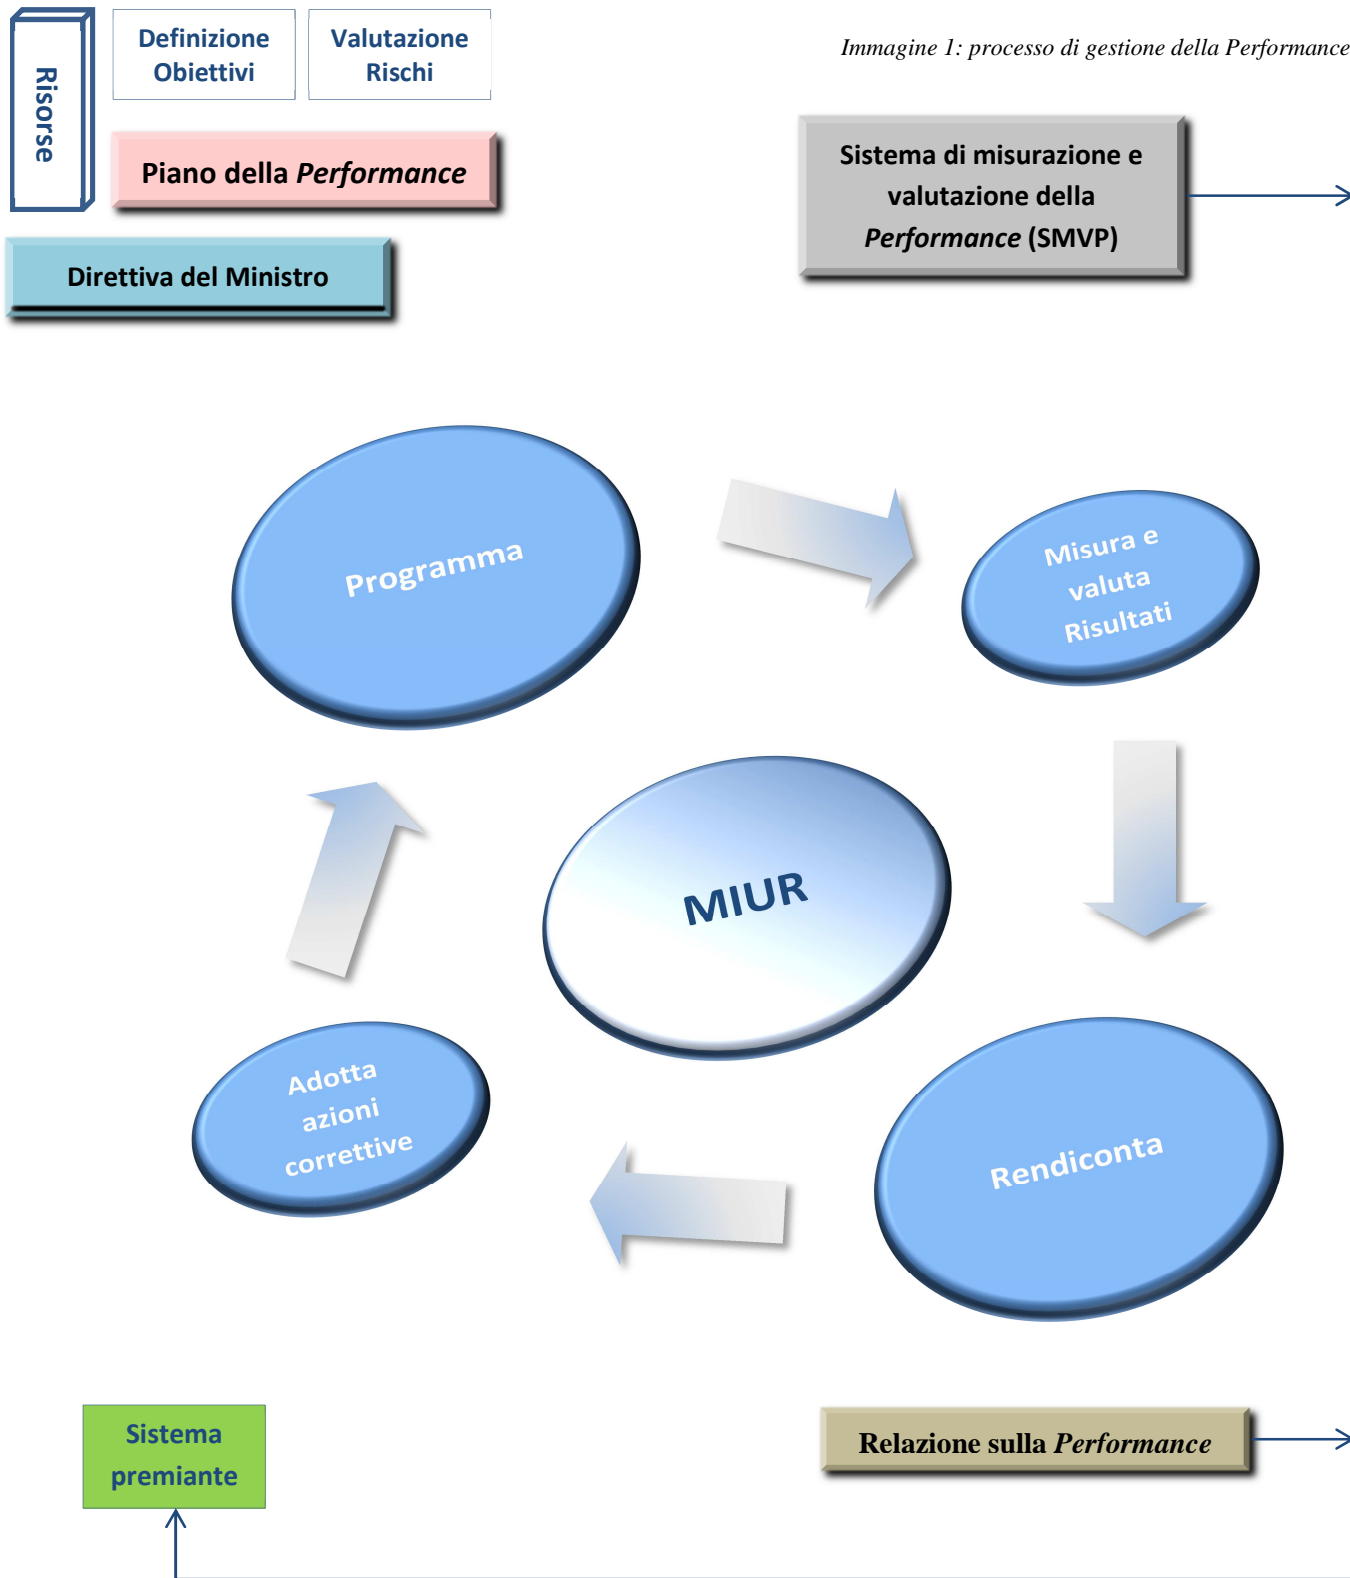 Risorse
Definizione
Obiettivi
Valutazione
Rischi
Immagine 1: processo di gestione della Performance
Piano della Performance
Sistema di misurazione e
valutazione della
Performance (SMVP)
Direttiva del Ministro
Programma
Misura e
valuta
Risultati
MIUR
Adotta
azioni
correttive
Rendiconta
Sistema
premiante
Relazione sulla Performance